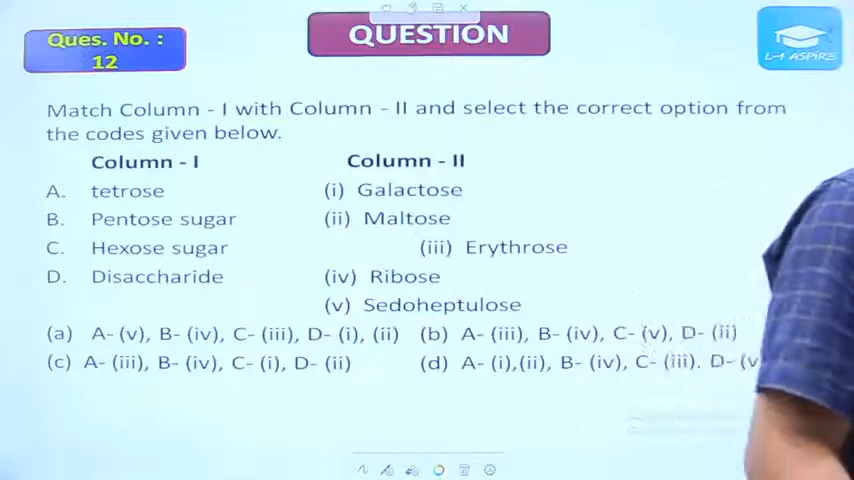 Ques. No. :
12
QUESTION
L-1 ASPIRE
Match Column - I with Column - II and select the correct option from
the codes given below.
Column - I Column - II
A. tetrose (i) Galactose
B. Pentose sugar (ii) Maltose
C. Hexose sugar (iii) Erythrose
D. Disaccharide (iv) Ribose
(v) Sedoheptulose
(a) A- (v), B- (iv), C- (iii), D- (i), (ii) (b) A- (iii), B- (iv), C- (v), D- (ii)
(c) A- (iii), B- (iv), C- (i), D- (ii) (d) A- (i),(ii), B- (iv), C- (iii). D- (v